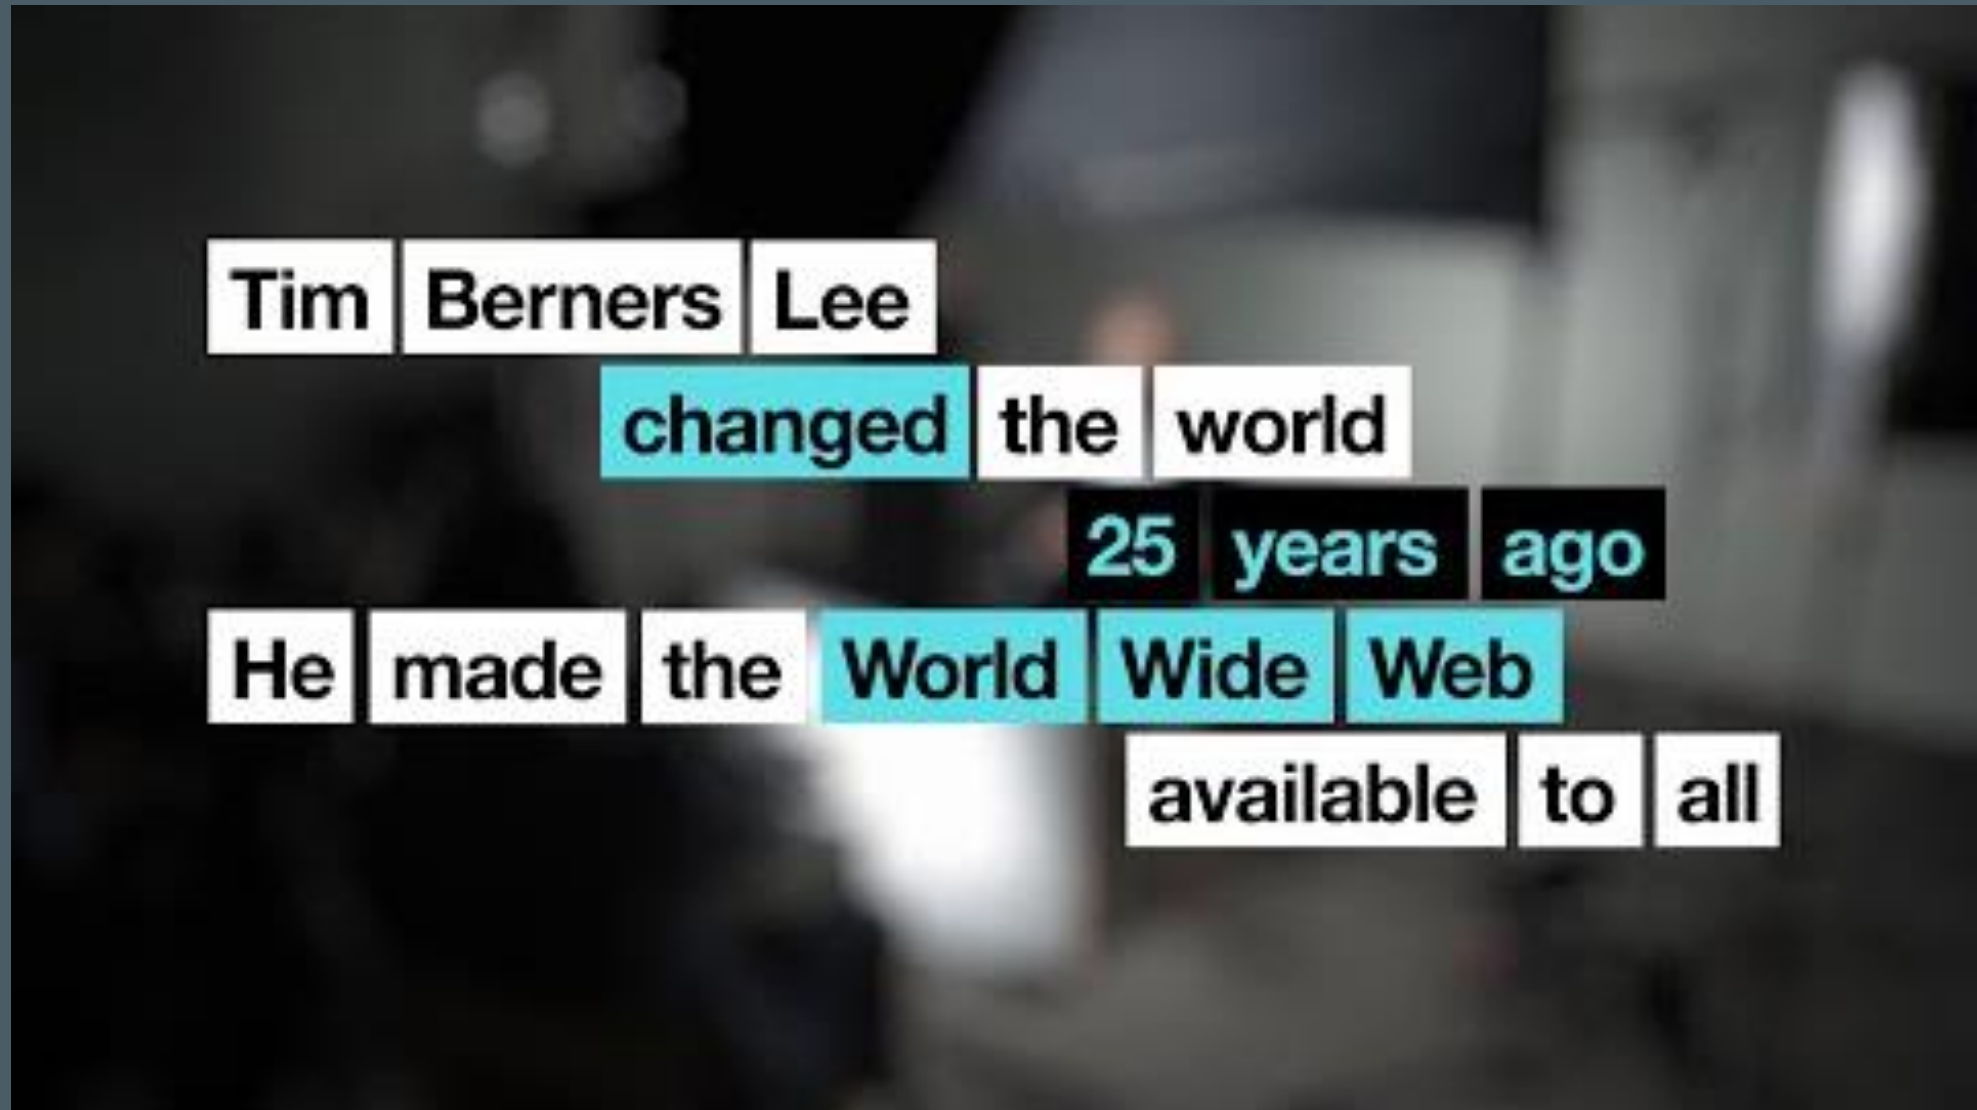 Tim Berners Lee
changed the world
25 years ago
He made the World Wide Web
available to all